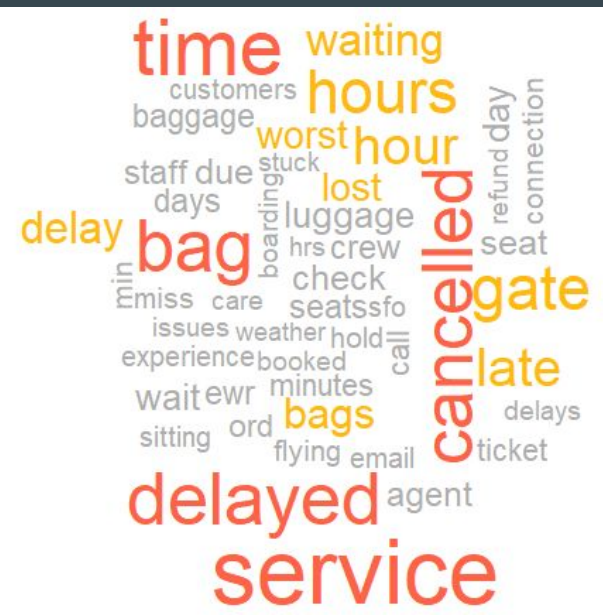 time
waiting
customers
hours
baggage
worst
hour
day
connection
refund
staff
due
stuck
lost
days
boarding
luggage
delay
bag
hrs
crew
cancelled
seat
check
gate
min
miss
care
seats
sfo
issues
weather
hold
call
experience
booked
late
wait
ewr
minutes
bags
delays
sitting
ord
flying
email
ticket
delayed
agent
service